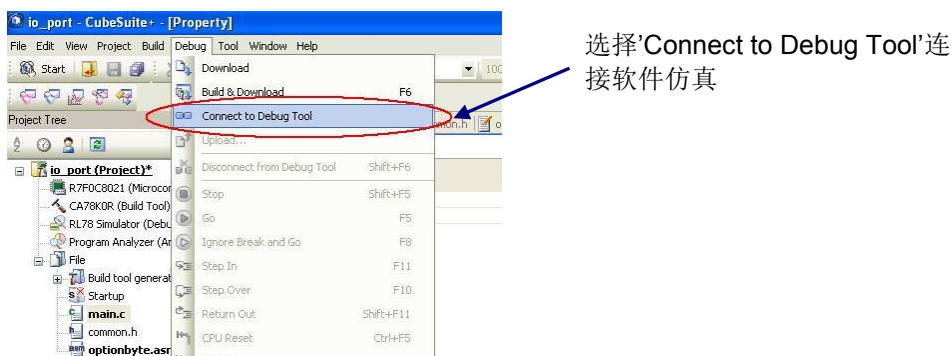 io_port - CubeSuite+ - [Property]
File Edit View Project Build Debug Tool Window Help
Start
Download
100
Build & Download F6
Project Tree
Connect to Debug Tool
mon.h
Upload...
io_port (Project)*
Disconnect from Debug Tool Shift+F6
R7F0C8021 (Microcor
Stop Shift+F5
CA78K0R (Build Tool)
RL78 Simulator (Debu
Go F5
Program Analyzer (Ar
Ignore Break and Go F8
File
Step In F11
Build tool generat
Step Over F10
Startup
main.c
Return Out Shift+F11
common.h
CPU Reset Ctrl+F5
optionbyte.asr
选择'Connect to Debug Tool'连
接软件仿真